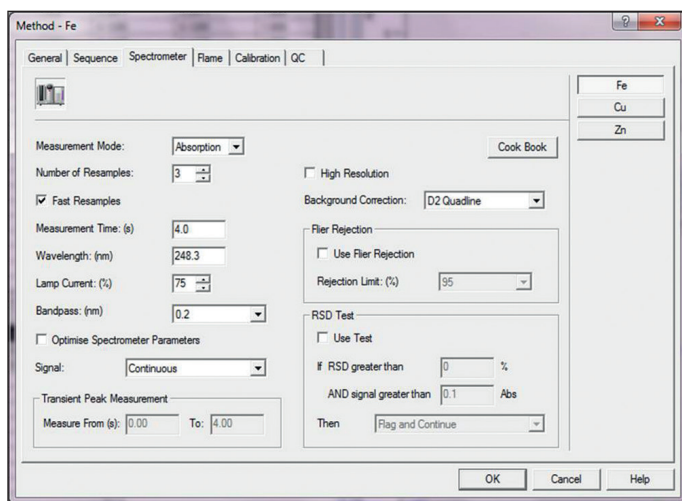 Method - Fe
General Sequence Spectrometer Flame Calibration QC
Fe
Cu
Zn
Measurement Mode: Absorption
Cook Book
Number of Resamples: 3
High Resolution
Fast Resamples
Background Correction: D2 Quadline
Measurement Time: (s) 4.0
Flier Rejection
Wavelength: (nm) 248.3
Use Flier Rejection
Lamp Current: (%) 75
Rejection Limit: (%) 95
Bandpass: (nm) 0.2
RSD Test
Optimise Spectrometer Parameters
Use Test
Signal: Continuous
If RSD greater than 0 %
AND signal greater than 0.1 Abs
Transient Peak Measurement
Measure From (s): 0.00 To: 4.00
Then Flag and Continue
OK Cancel Help